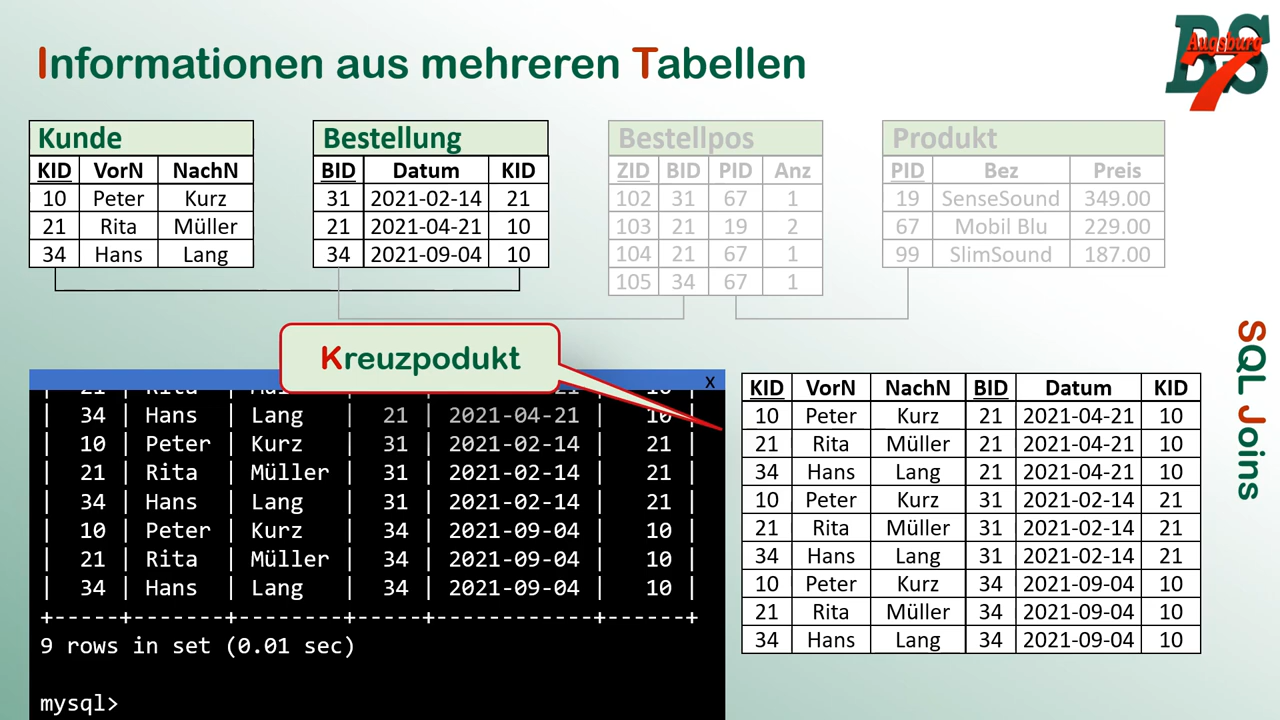 Informationen aus mehreren Tabellen
BS
Augsburg
7
Kunde
KID VorN NachN
10 Peter Kurz
21 Rita Müller
34 Hans Lang
Bestellung
BID Datum KID
31 2021-02-14 21
21 2021-04-21 10
34 2021-09-04 10
Bestellpos
ZID BID PID Anz
102 31 67 1
103 21 19 2
104 21 67 1
105 34 67 1
Produkt
PID Bez Preis
19 SenseSound 349.00
67 Mobil Blu 229.00
99 SlimSound 187.00
Kreuzpodukt
x
| 34 | Hans | Lang | 21 | 2021-04-21 | 10 |
| 10 | Peter | Kurz | 31 | 2021-02-14 | 21 |
| 21 | Rita | Müller | 31 | 2021-02-14 | 21 |
| 34 | Hans | Lang | 31 | 2021-02-14 | 21 |
| 10 | Peter | Kurz | 34 | 2021-09-04 | 10 |
| 21 | Rita | Müller | 34 | 2021-09-04 | 10 |
| 34 | Hans | Lang | 34 | 2021-09-04 | 10 |
+-----+-------+--------+-----+------------+------+
9 rows in set (0.01 sec)
mysql>
KID VorN NachN BID Datum KID
10 Peter Kurz 21 2021-04-21 10
21 Rita Müller 21 2021-04-21 10
34 Hans Lang 21 2021-04-21 10
10 Peter Kurz 31 2021-02-14 21
21 Rita Müller 31 2021-02-14 21
34 Hans Lang 31 2021-02-14 21
10 Peter Kurz 34 2021-09-04 10
21 Rita Müller 34 2021-09-04 10
34 Hans Lang 34 2021-09-04 10
SQL Joins